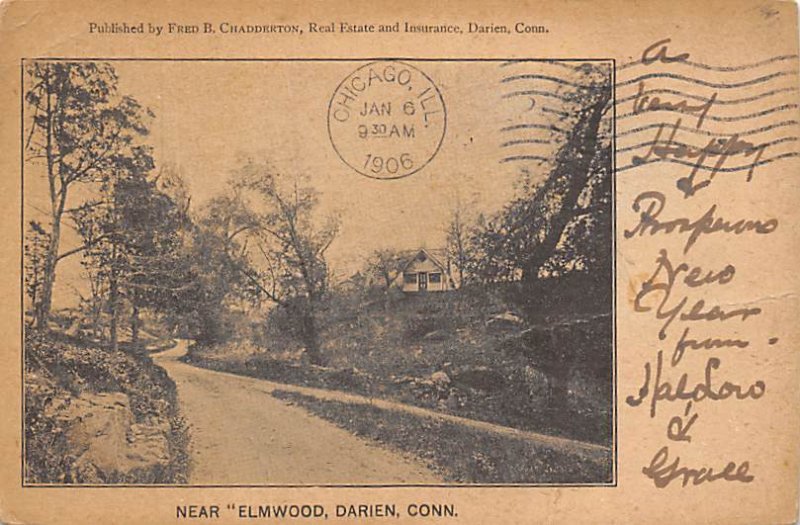 Published by FRED B. CHADDERTON, Real Estate and Insurance, Darien, Conn.
CHICAGO, ILL.
JAN 6
9 30 AM
1906
as
very
Happy
&
Prosperous
New
Year
from -
&
Grace
NEAR "ELMWOOD, DARIEN, CONN.